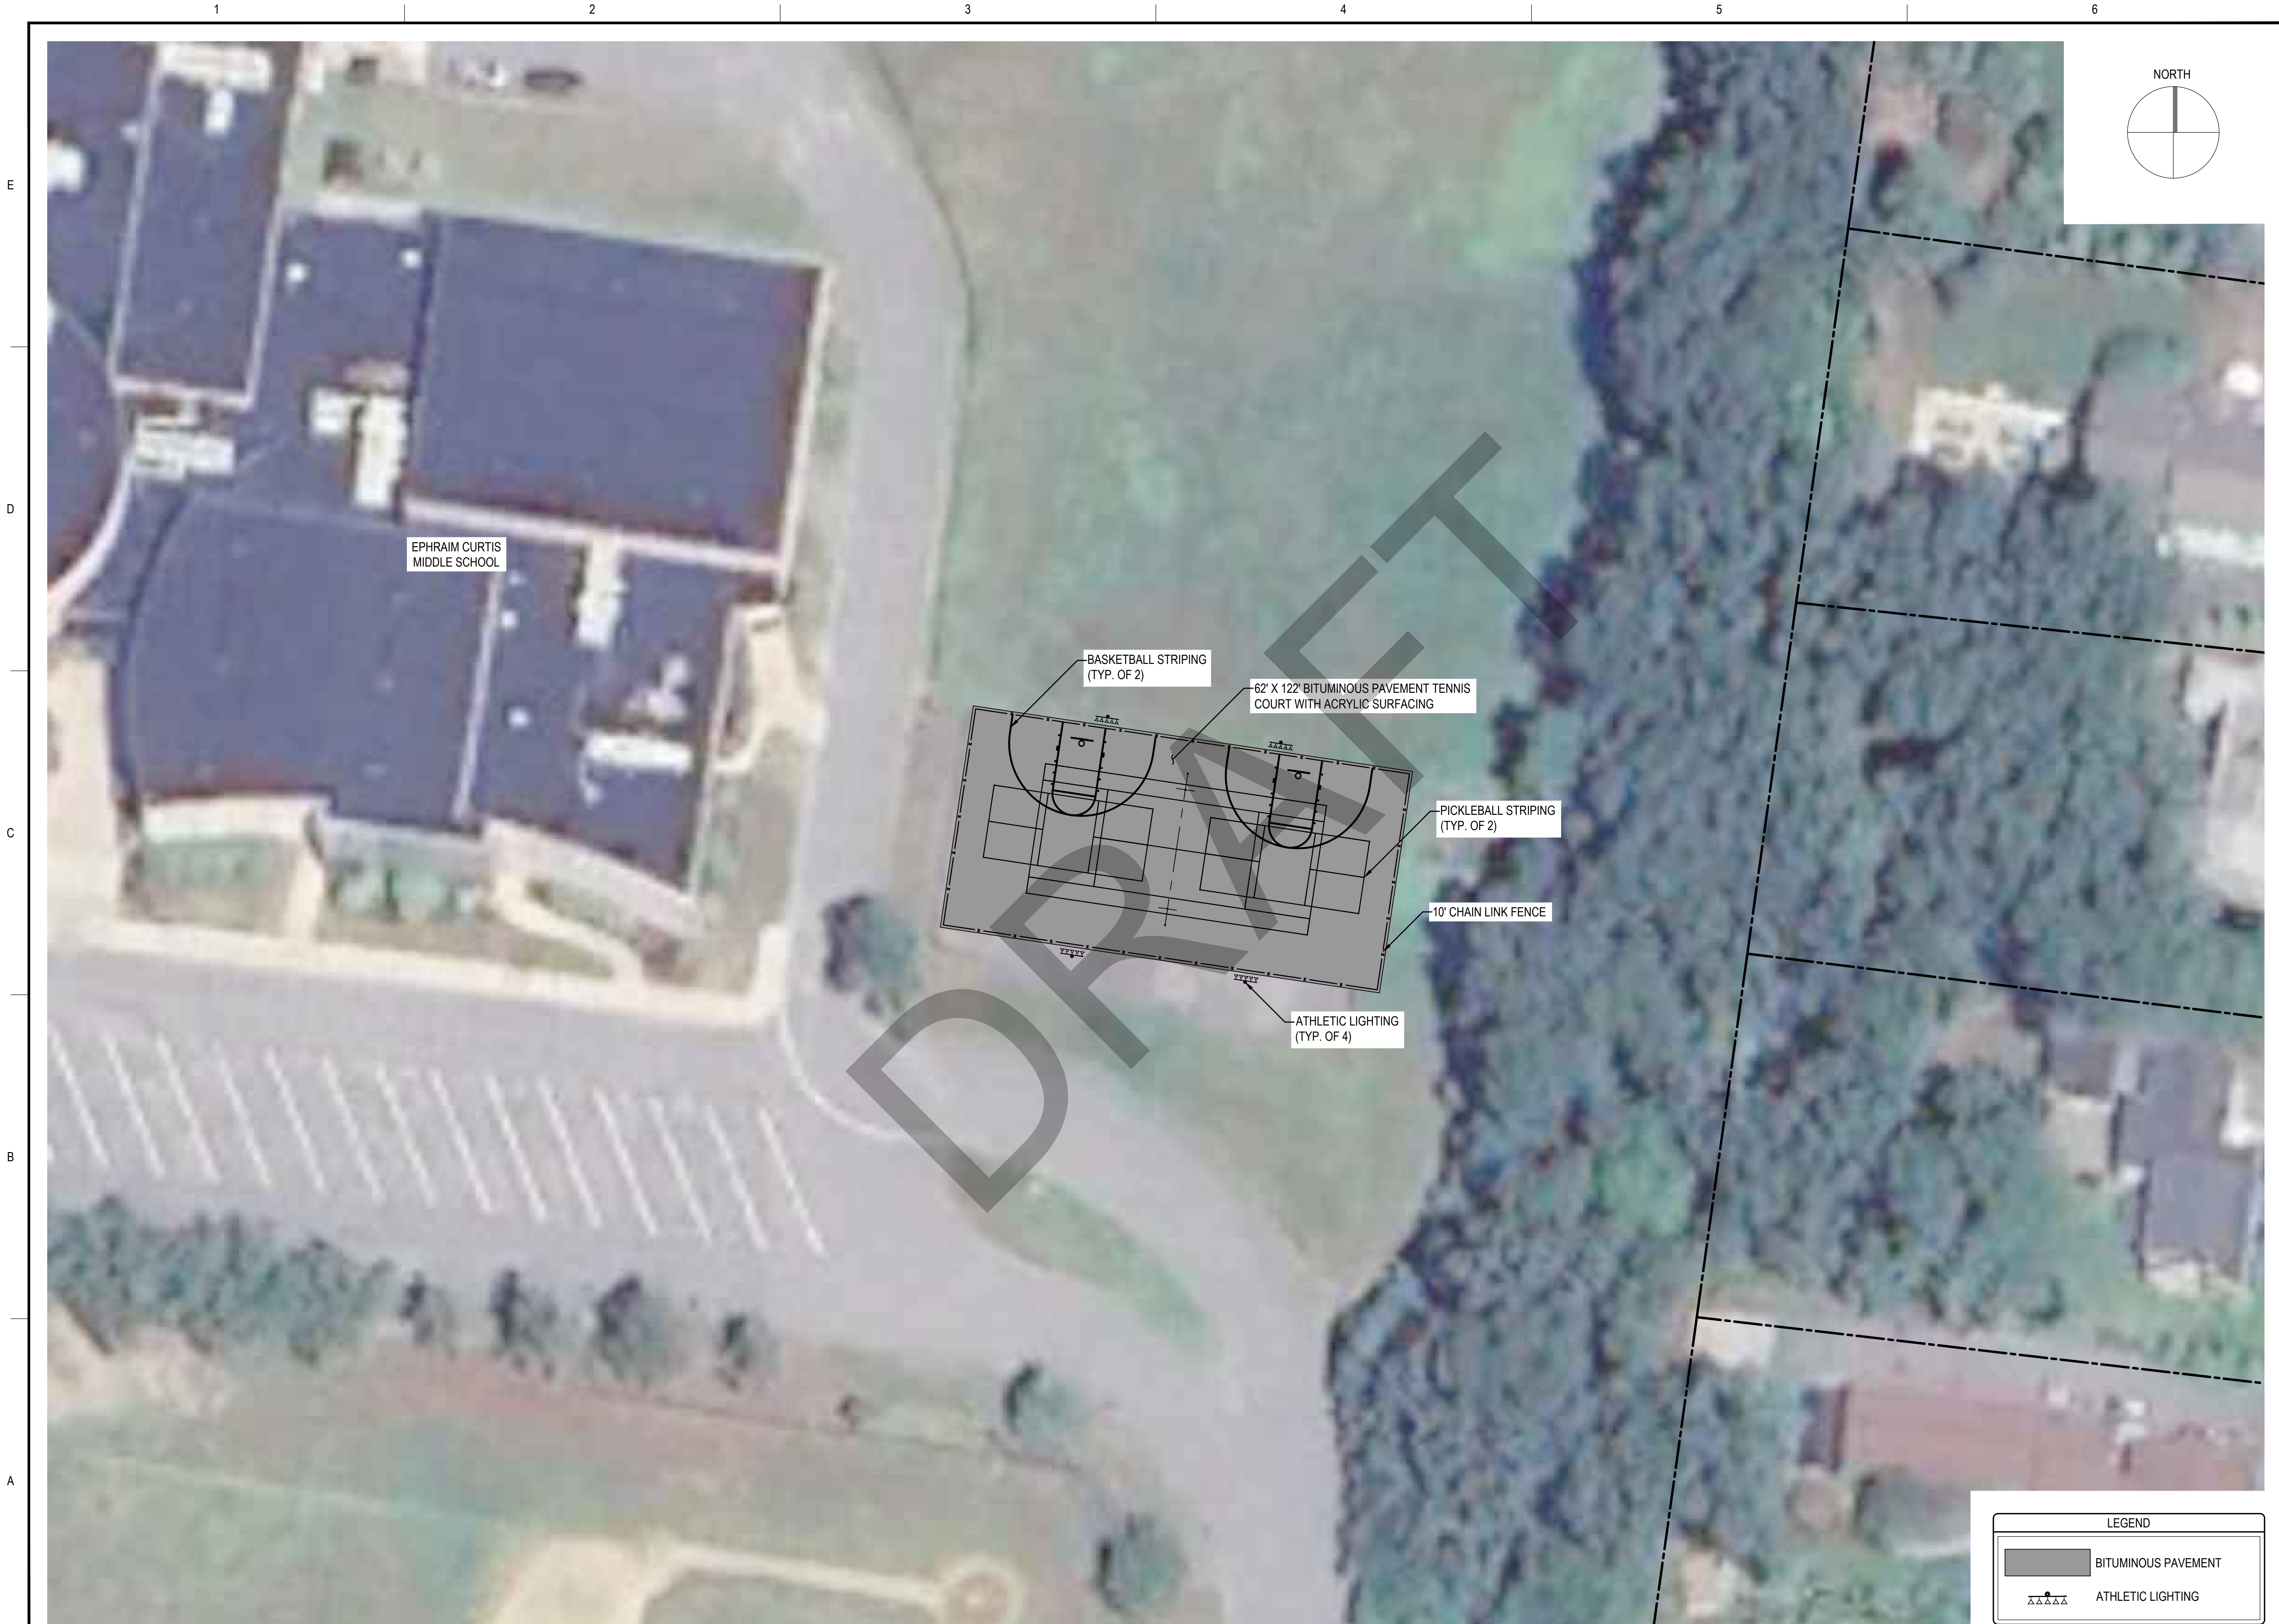 1 2 3 4 5 6
NORTH
E
D
EPHRAIM CURTIS
MIDDLE SCHOOL
BASKETBALL STRIPING
(TYP. OF 2)
62' X 122' BITUMINOUS PAVEMENT TENNIS
COURT WITH ACRYLIC SURFACING
C
PICKLEBALL STRIPING
(TYP. OF 2)
10' CHAIN LINK FENCE
ATHLETIC LIGHTING
(TYP. OF 4)
DRAFT
B
A
LEGEND
BITUMINOUS PAVEMENT
ATHLETIC LIGHTING